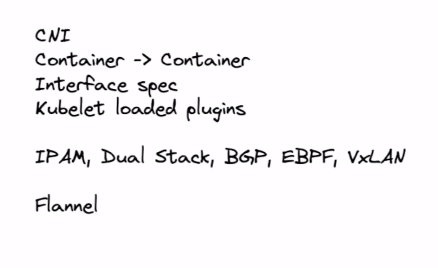 CNI
Container -> Container
Interface spec
Kubelet loaded plugins
IPAM, Dual Stack, BGP, EBPF, VxLAN
Flannel